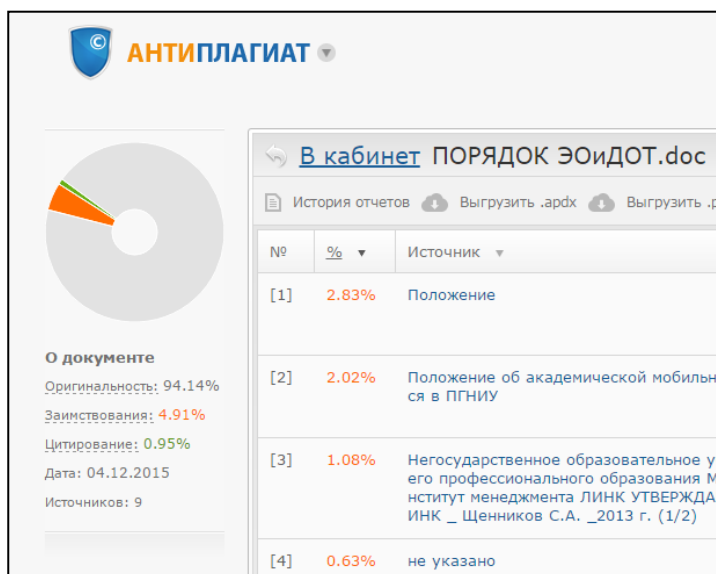 © АНТИПЛАГИАТ
В кабинет ПОРЯДОК ЭОиДОТ.doc
История отчетов Выгрузить .apdx Выгрузить
№ % Источник
[1] 2.83% Положение
О документе
Оригинальность: 94.14%
Заимствования: 4.91%
Цитирование: 0.95%
Дата: 04.12.2015
Источников: 9
[2] 2.02% Положение об академической мобильн
ся в ПГНИУ
[3] 1.08% Негосударственное образовательное у
его профессионального образования М
нститут менеджмента ЛИНК УТВЕРЖДА
ИНК _ Щенников С.А. _2013 г. (1/2)
[4] 0.63% не указано